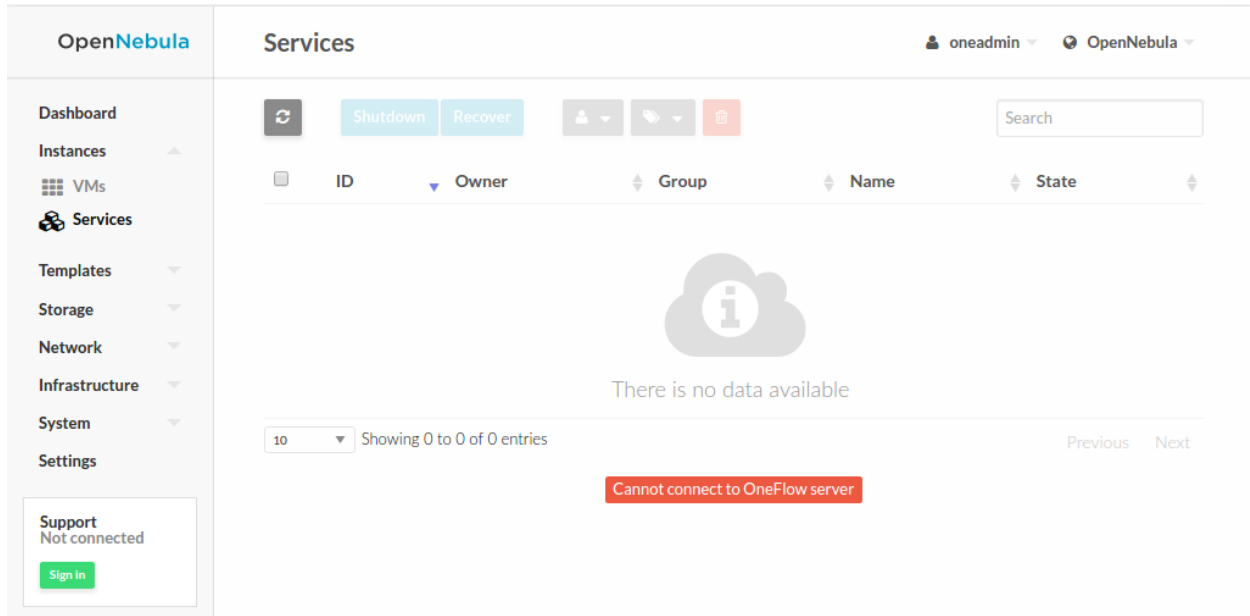 OpenNebula
Services
oneadmin
OpenNebula
Dashboard
Instances
VMs
Services
Templates
Storage
Network
Infrastructure
System
Settings
Support
Not connected
Sign in
Shutdown Recover
Search
ID Owner Group Name State
There is no data available
10 Showing 0 to 0 of 0 entries
Previous Next
Cannot connect to OneFlow server